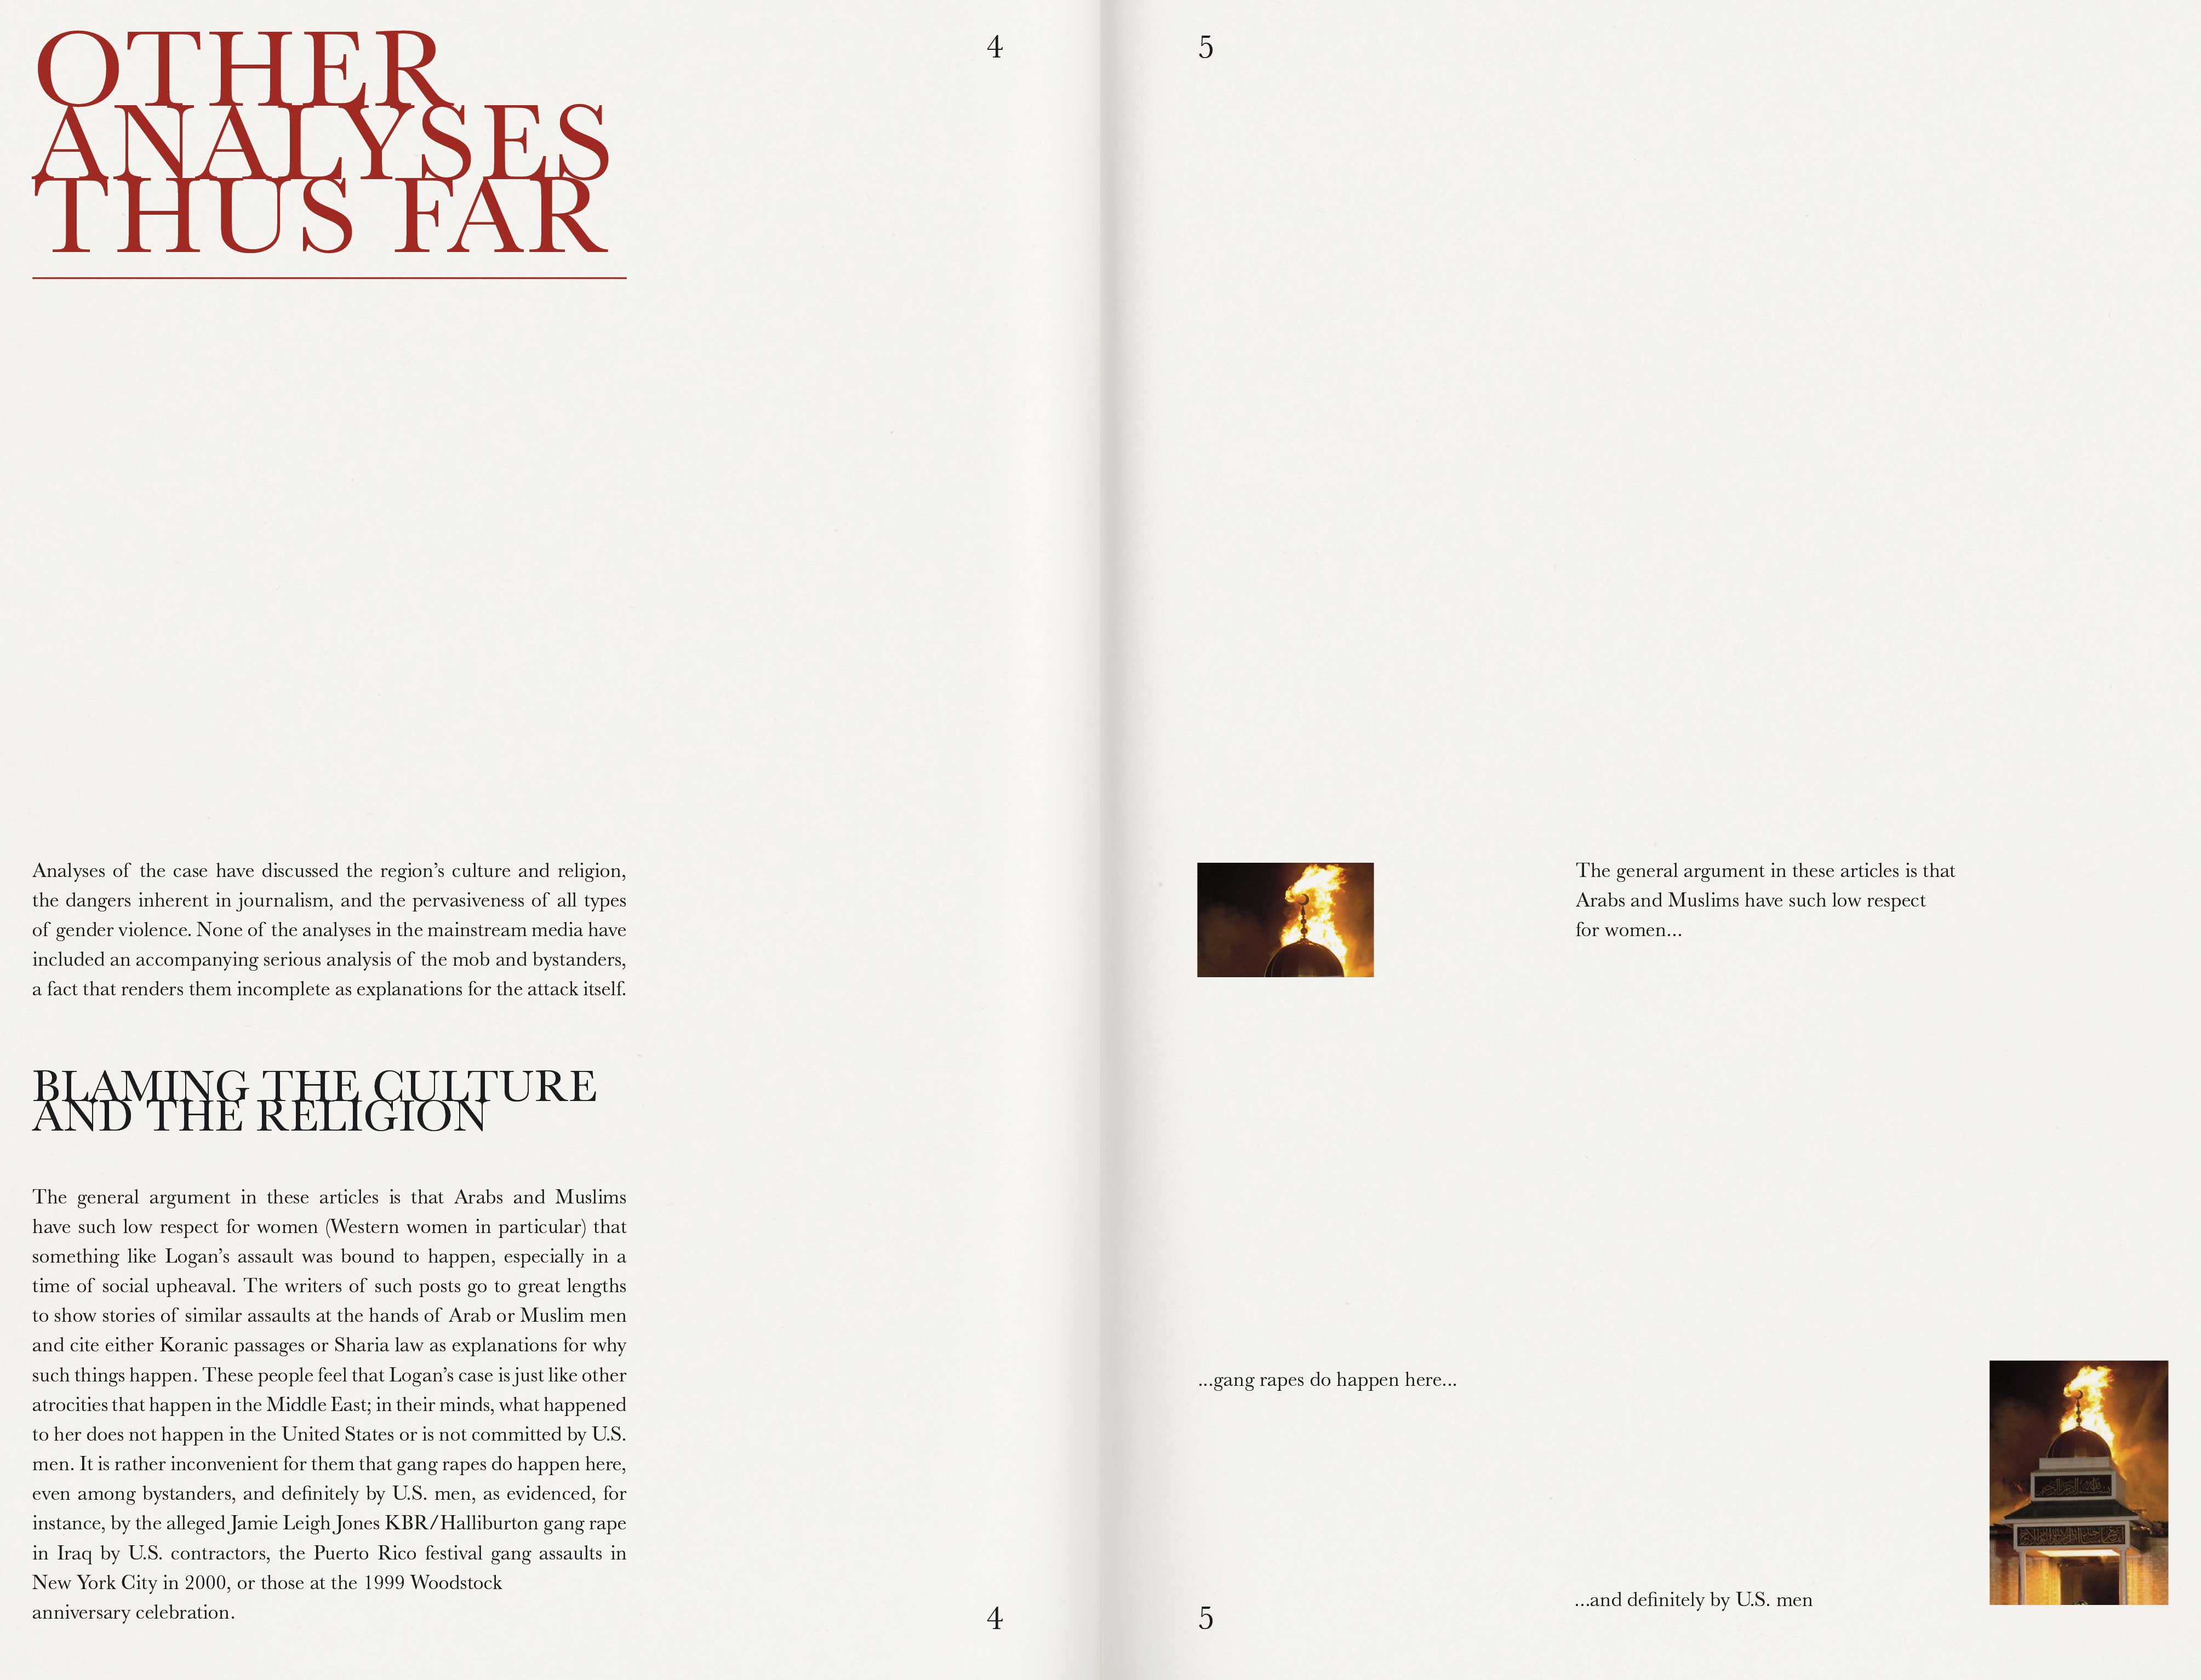 OTHER
ANALYSES
THUS FAR
4
Analyses of the case have discussed the region’s culture and religion,
the dangers inherent in journalism, and the pervasiveness of all types
of gender violence. None of the analyses in the mainstream media have
included an accompanying serious analysis of the mob and bystanders,
a fact that renders them incomplete as explanations for the attack itself.
BLAMING THE CULTURE
AND THE RELIGION
The general argument in these articles is that Arabs and Muslims
have such low respect for women (Western women in particular) that
something like Logan’s assault was bound to happen, especially in a
time of social upheaval. The writers of such posts go to great lengths
to show stories of similar assaults at the hands of Arab or Muslim men
and cite either Koranic passages or Sharia law as explanations for why
such things happen. These people feel that Logan’s case is just like other
atrocities that happen in the Middle East; in their minds, what happened
to her does not happen in the United States or is not committed by U.S.
men. It is rather inconvenient for them that gang rapes do happen here,
even among bystanders, and definitely by U.S. men, as evidenced, for
instance, by the alleged Jamie Leigh Jones KBR/Halliburton gang rape
in Iraq by U.S. contractors, the Puerto Rico festival gang assaults in
New York City in 2000, or those at the 1999 Woodstock
anniversary celebration.
4
5
The general argument in these articles is that
Arabs and Muslims have such low respect
for women...
...gang rapes do happen here...
...and definitely by U.S. men
5